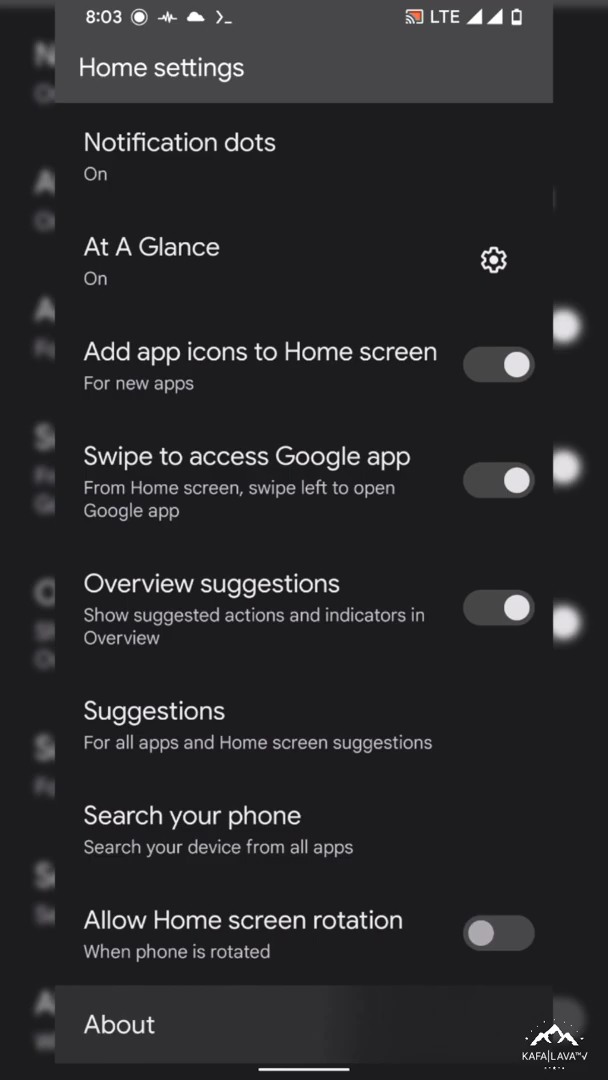 8:03 LTE
Home settings
Notification dots
On
At A Glance
On
Add app icons to Home screen
For new apps
Swipe to access Google app
From Home screen, swipe left to open
Google app
Overview suggestions
Show suggested actions and indicators in
Overview
Suggestions
For all apps and Home screen suggestions
Search your phone
Search your device from all apps
Allow Home screen rotation
When phone is rotated
About
KAFA|LAVA™√